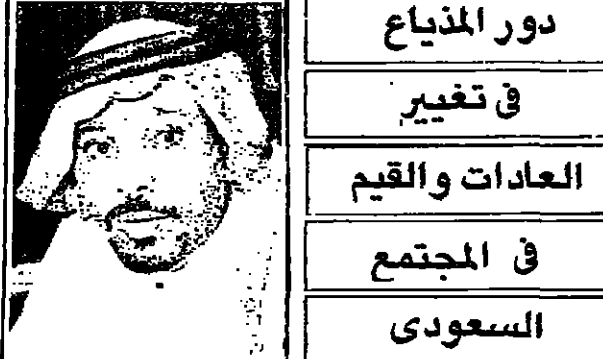 دور المذياع
فى تغيير
العادات والقيم
فى المجتمع
السعودى